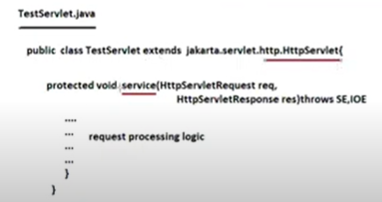 TestServlet.java
public class TestServlet extends jakarta.servlet.http.HttpServlet{
protected void service(HttpServletRequest req,
HttpServletResponse res)throws SE,IOE
....
...
... request processing logic
...
...
}
}